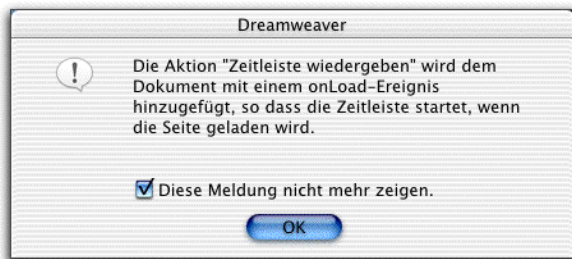 Dreamweaver
Die Aktion "Zeitleiste wiedergeben" wird dem
Dokument mit einem onLoad-Ereignis
hinzugefügt, so dass die Zeitleiste startet, wenn
die Seite geladen wird.
Diese Meldung nicht mehr zeigen.
OK